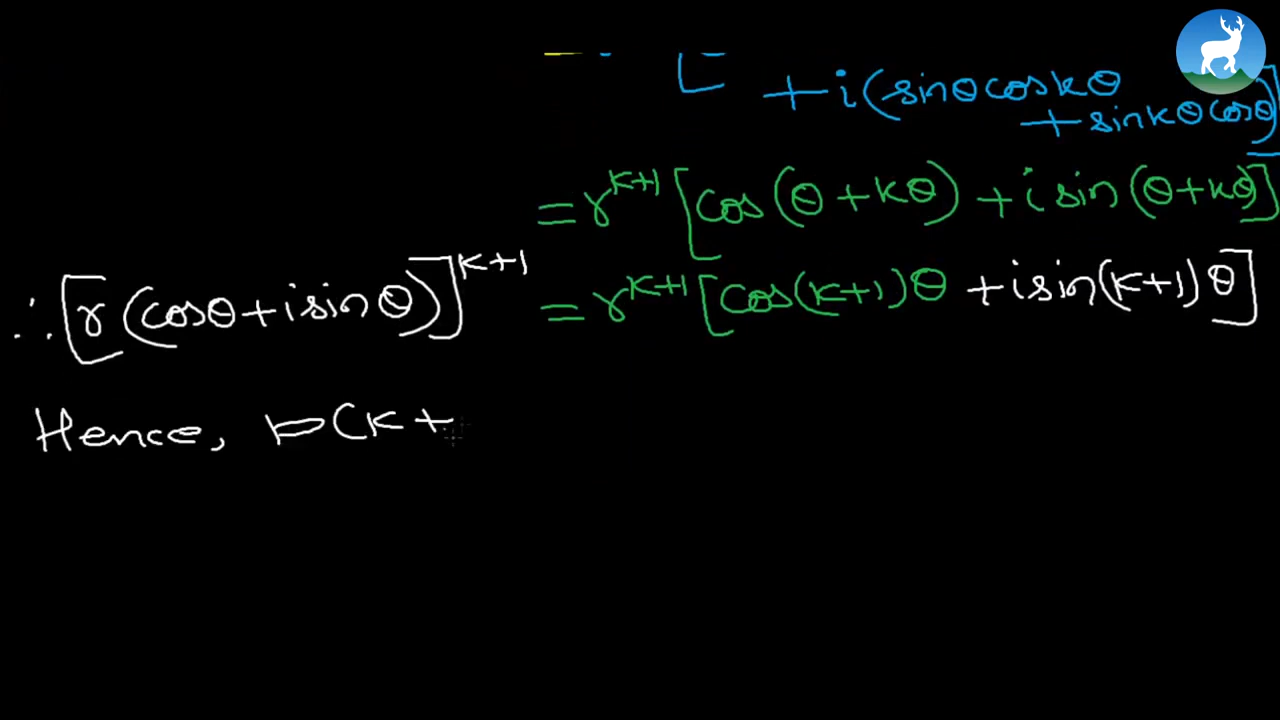 + i (sinθcoskθ
+ sinkθcosθ)]
= r^{k+1} [cos(θ+kθ) + i sin(θ+kθ)]
∴ [r(cosθ + i sinθ)]^{k+1} = r^{k+1} [cos(k+1)θ + i sin(k+1)θ]
Hence, P(k+